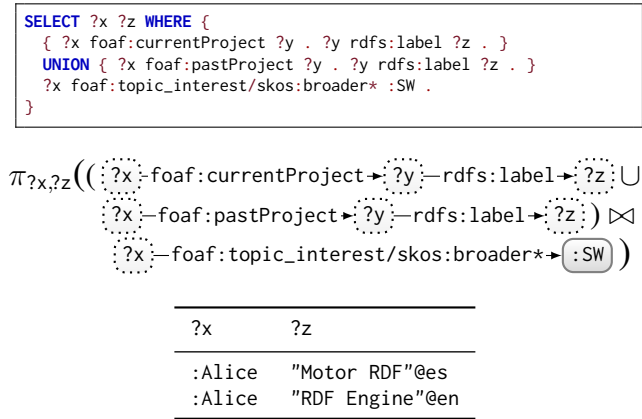 SELECT ?x ?z WHERE {
{ ?x foaf:currentProject ?y . ?y rdfs:label ?z . }
UNION { ?x foaf:pastProject ?y . ?y rdfs:label ?z . }
?x foaf:topic_interest/skos:broader* :SW .
}
π?x,?z(( ?x foaf:currentProject ?y rdfs:label ?z ∪
?x foaf:pastProject ?y rdfs:label ?z ) ⋈
?x foaf:topic_interest/skos:broader* :SW )
?x ?z
:Alice "Motor RDF"@es
:Alice "RDF Engine"@en